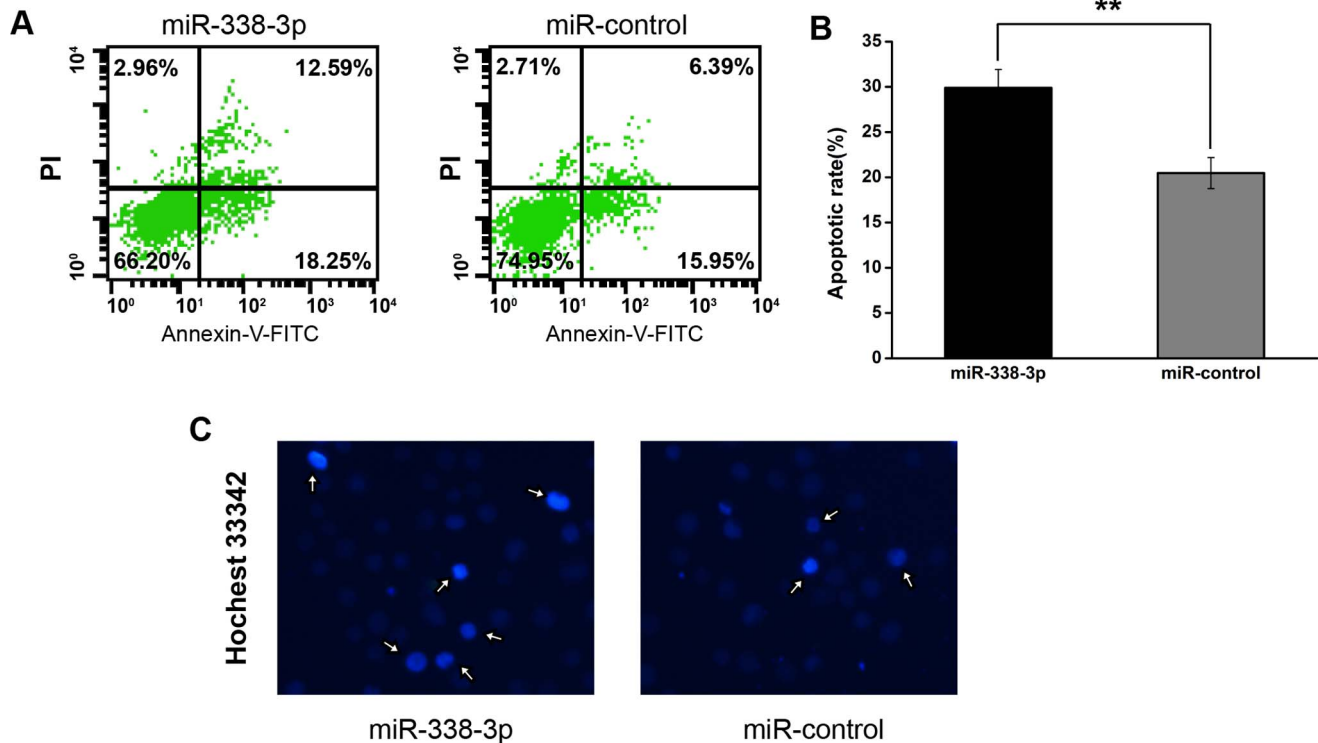 A
miR-338-3p
miR-control
2.96%
12.59%
66.20%
18.25%
PI
10⁴
10⁰
10⁰ 10¹ 10² 10³ 10⁴
Annexin-V-FITC
2.71%
6.39%
74.95%
15.95%
PI
10⁴
10⁰
10⁰ 10¹ 10² 10³ 10⁴
Annexin-V-FITC
B
**
Apoptotic rate(%)
35
30
25
20
15
10
5
0
miR-338-3p
miR-control
C
Hochest 33342
miR-338-3p
miR-control